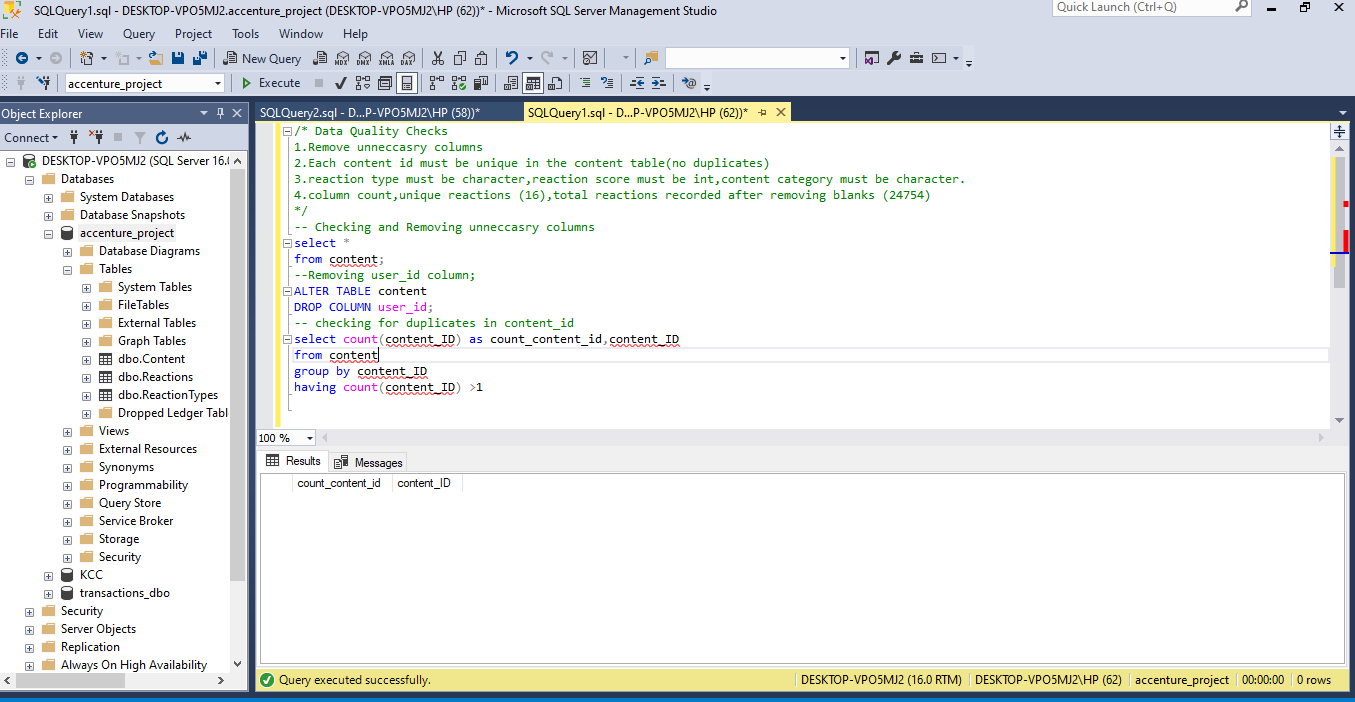 SQLQuery1.sql - DESKTOP-VPO5MJ2.accenture_project (DESKTOP-VPO5MJ2\HP (62))* - Microsoft SQL Server Management Studio
Quick Launch (Ctrl+Q)
File Edit View Query Project Tools Window Help
New Query
MDX DMX XMLA DAX
accenture_project
Execute
Object Explorer
Connect
DESKTOP-VPO5MJ2 (SQL Server 16.(
Databases
System Databases
Database Snapshots
accenture_project
Database Diagrams
Tables
System Tables
FileTables
External Tables
Graph Tables
dbo.Content
dbo.Reactions
dbo.ReactionTypes
Dropped Ledger Tabl
Views
External Resources
Synonyms
Programmability
Query Store
Service Broker
Storage
Security
KCC
transactions_dbo
Security
Server Objects
Replication
Always On High Availability
SQLQuery2.sql - D...P-VPO5MJ2\HP (58))*
SQLQuery1.sql - D...P-VPO5MJ2\HP (62))*
/* Data Quality Checks
1.Remove unneccasry columns
2.Each content id must be unique in the content table(no duplicates)
3.reaction type must be character,reaction score must be int,content category must be character.
4.column count,unique reactions (16),total reactions recorded after removing blanks (24754)
*/
-- Checking and Removing unneccasry columns
select *
from content;
--Removing user_id column;
ALTER TABLE content
DROP COLUMN user_id;
-- checking for duplicates in content_id
select count(content_ID) as count_content_id,content_ID
from content
group by content_ID
having count(content_ID) >1
100 %
Results Messages
count_content_id content_ID
Query executed successfully.
DESKTOP-VPO5MJ2 (16.0 RTM) DESKTOP-VPO5MJ2\HP (62) accenture_project 00:00:00 0 rows